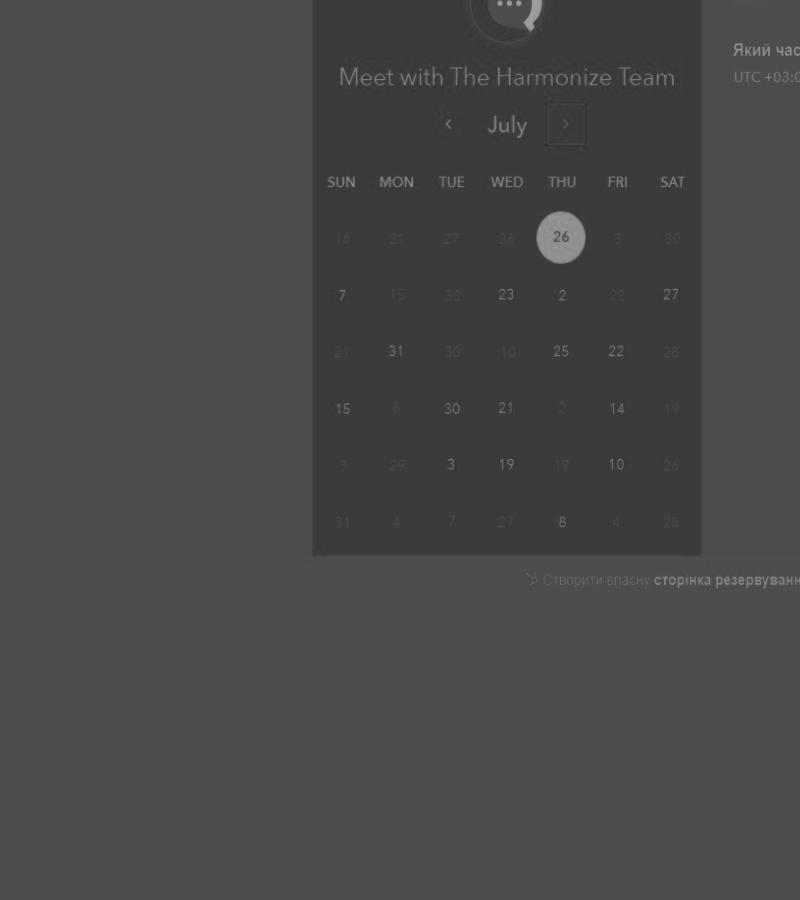 Meet with The Harmonize Team
Який час
UTC +03:0
July
SUN MON TUE WED THU FRI SAT
16 21 27 26 26 3 30
7 15 30 23 2 22 27
21 31 30 10 25 22 28
15 6 30 21 2 14 19
3 29 3 19 19 10 26
31 4 7 27 8 4 28
Створити власну сторінка резервуванн